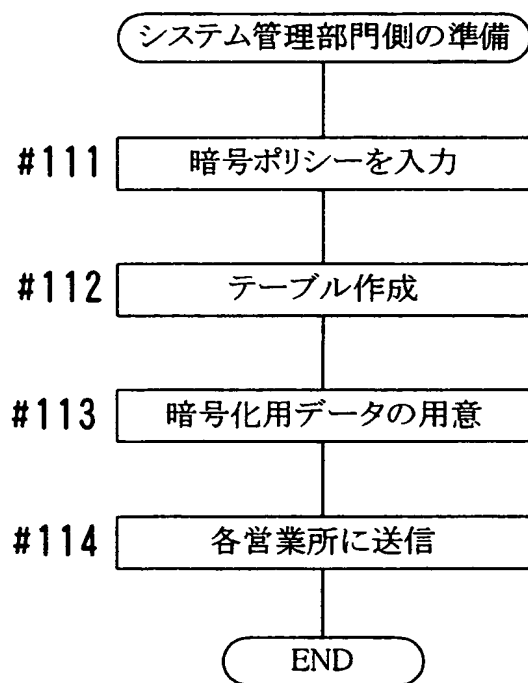 システム管理部門側の準備
#111 暗号ポリシーを入力
#112 テーブル作成
#113 暗号化用データの用意
#114 各営業所に送信
END